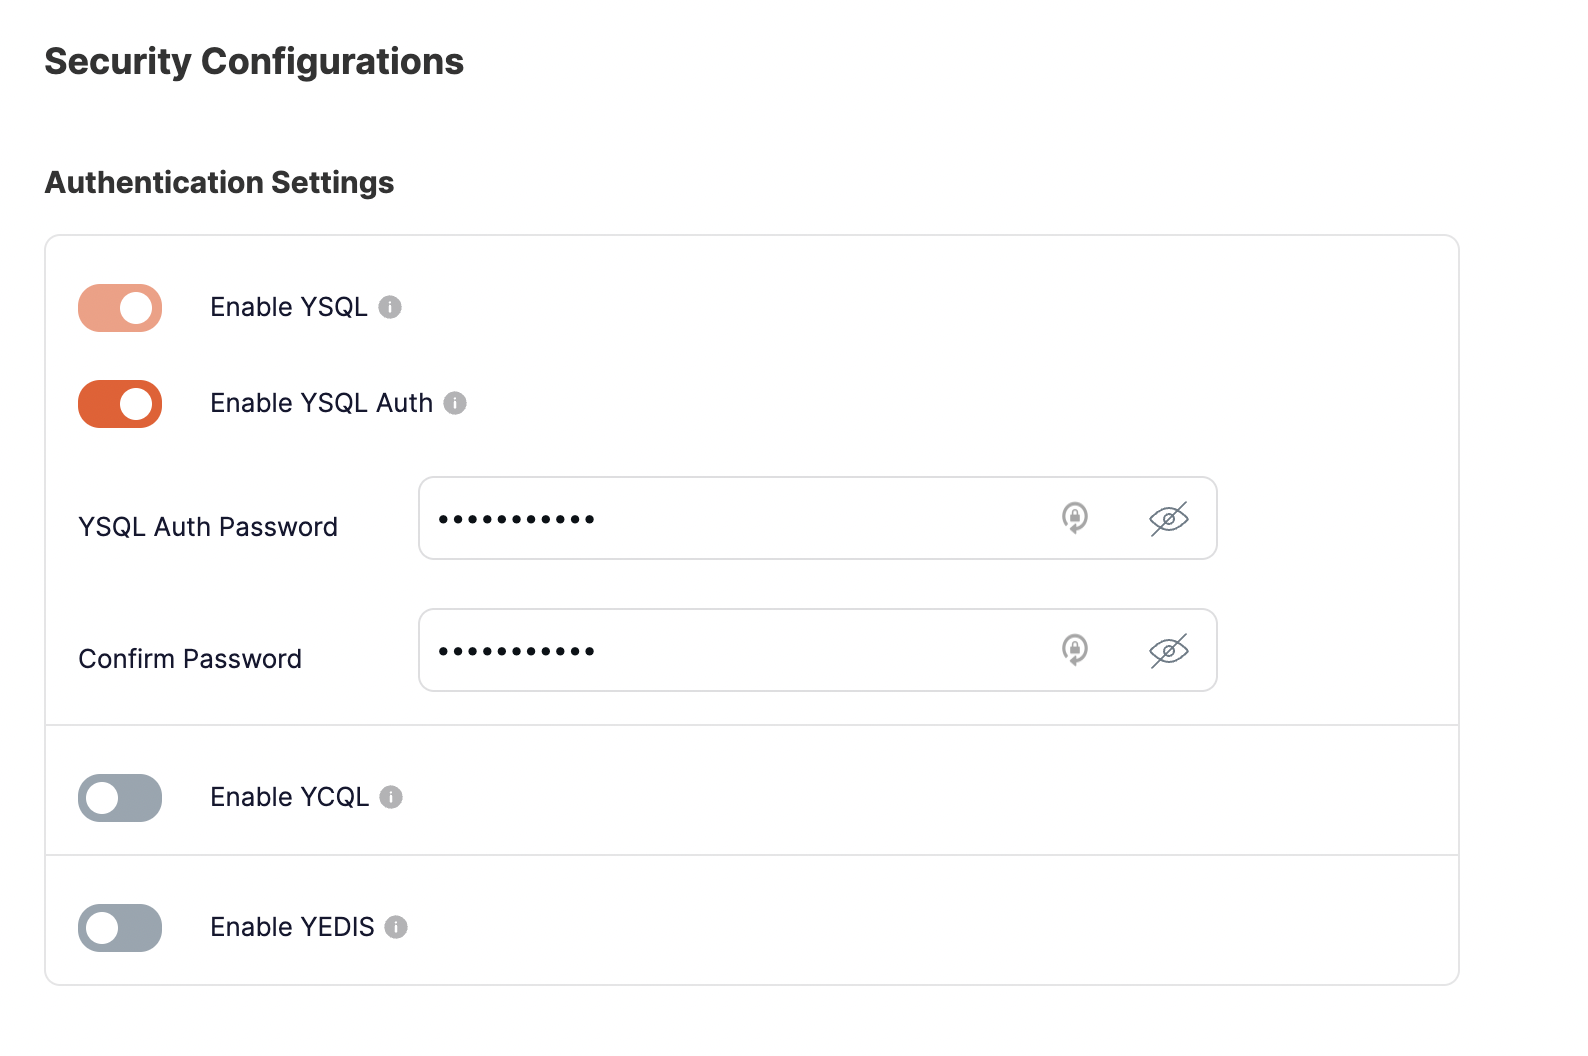 Security Configurations
Authentication Settings
Enable YSQL
Enable YSQL Auth
YSQL Auth Password •••••••••••
Confirm Password •••••••••••
Enable YCQL
Enable YEDIS